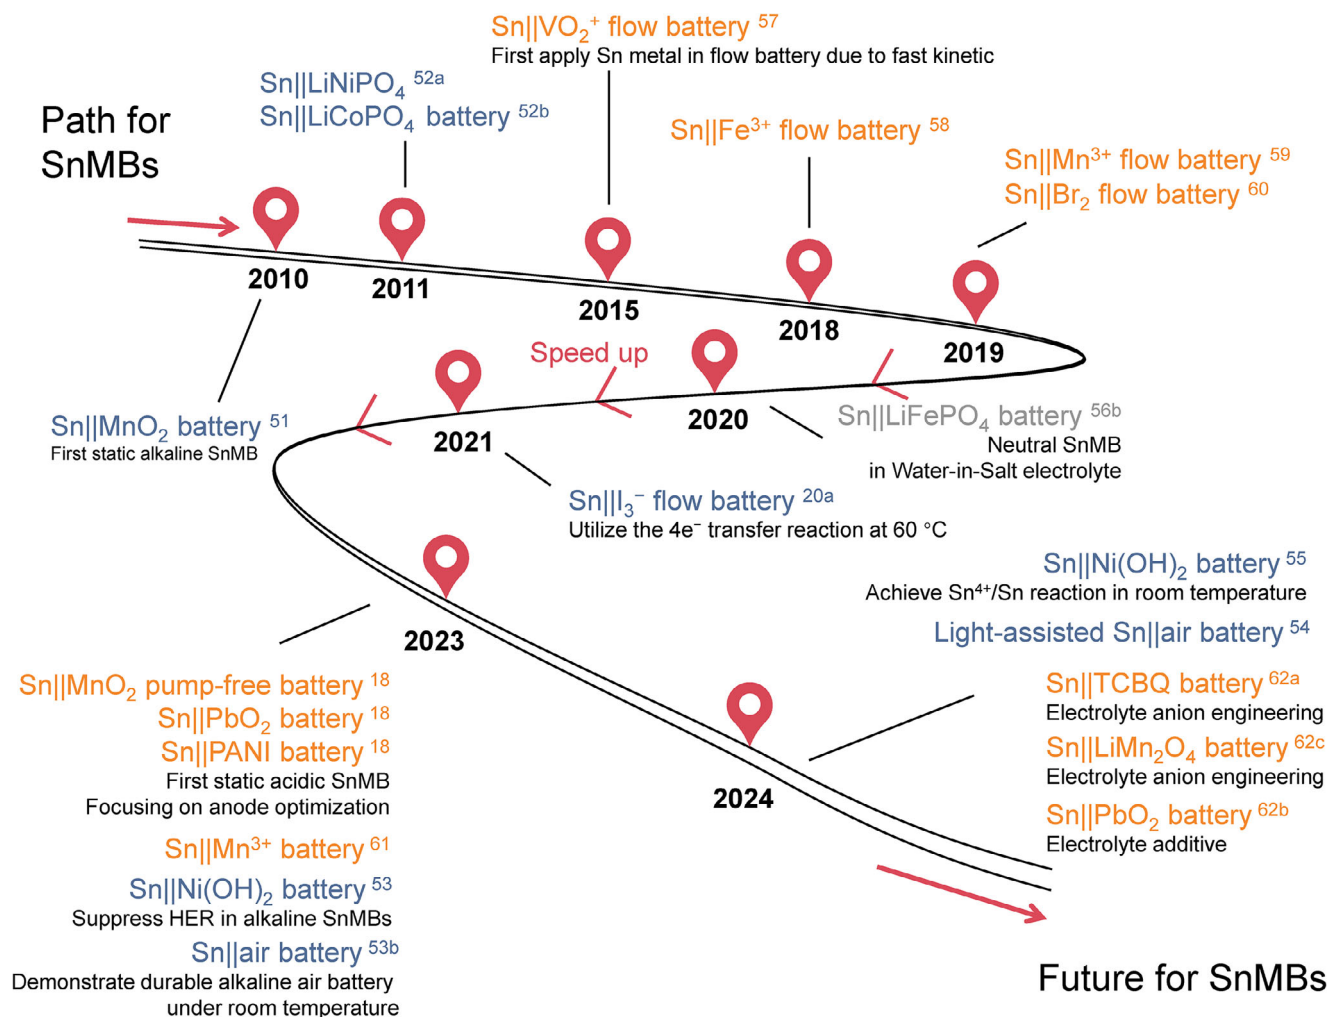 Sn||VO₂⁺ flow battery ⁵⁷
First apply Sn metal in flow battery due to fast kinetic
Sn||LiNiPO₄ ⁵²ᵃ
Sn||LiCoPO₄ battery ⁵²ᵇ
Path for
SnMBs
Sn||Fe³⁺ flow battery ⁵⁸
Sn||Mn³⁺ flow battery ⁵⁹
Sn||Br₂ flow battery ⁶⁰
2010
2011
2015
2018
2019
Speed up
2020
2021
Sn||MnO₂ battery ⁵¹
First static alkaline SnMB
Sn||LiFePO₄ battery ⁵⁶ᵇ
Neutral SnMB
in Water-in-Salt electrolyte
Sn||I₃⁻ flow battery ²⁰ᵃ
Utilize the 4e⁻ transfer reaction at 60 °C
2023
Sn||MnO₂ pump-free battery ¹⁸
Sn||PbO₂ battery ¹⁸
Sn||PANI battery ¹⁸
First static acidic SnMB
Focusing on anode optimization
Sn||Mn³⁺ battery ⁶¹
Sn||Ni(OH)₂ battery ⁵³
Suppress HER in alkaline SnMBs
Sn||air battery ⁵³ᵇ
Demonstrate durable alkaline air battery
under room temperature
2024
Sn||Ni(OH)₂ battery ⁵⁵
Achieve Sn⁴⁺/Sn reaction in room temperature
Light-assisted Sn||air battery ⁵⁴
Sn||TCBQ battery ⁶²ᵃ
Electrolyte anion engineering
Sn||LiMn₂O₄ battery ⁶²ᶜ
Electrolyte anion engineering
Sn||PbO₂ battery ⁶²ᵇ
Electrolyte additive
Future for SnMBs